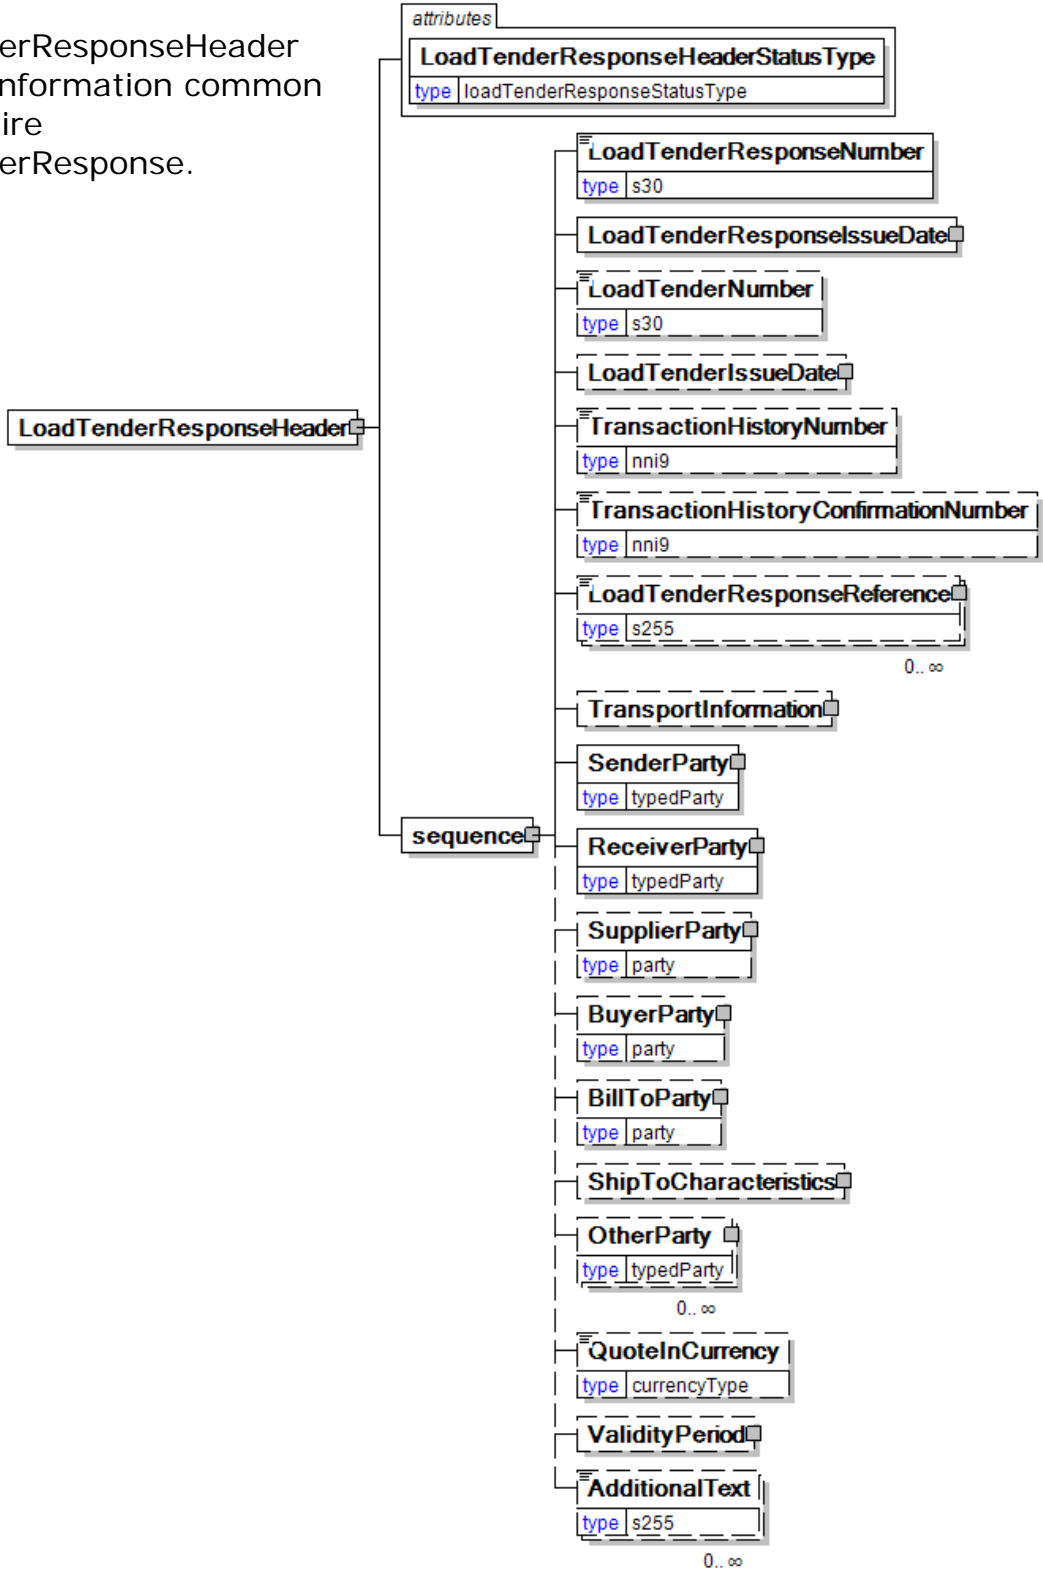 attributes
erResponseHeader
nformation common
ire
erResponse.
LoadTenderResponseHeaderStatusType
type loadTenderResponseStatusType
LoadTenderResponseNumber
type s30
LoadTenderResponseIssueDate
LoadTenderNumber
type s30
LoadTenderIssueDate
TransactionHistoryNumber
type nni9
LoadTenderResponseHeader
TransactionHistoryConfirmationNumber
type nni9
LoadTenderResponseReference
type s255
0.. ∞
TransportInformation
SenderParty
type typedParty
sequence
ReceiverParty
type typedParty
SupplierParty
type party
BuyerParty
type party
BillToParty
type party
ShipToCharacteristics
OtherParty
type typedParty
0.. ∞
QuoteInCurrency
type currencyType
ValidityPeriod
AdditionalText
type s255
0.. ∞